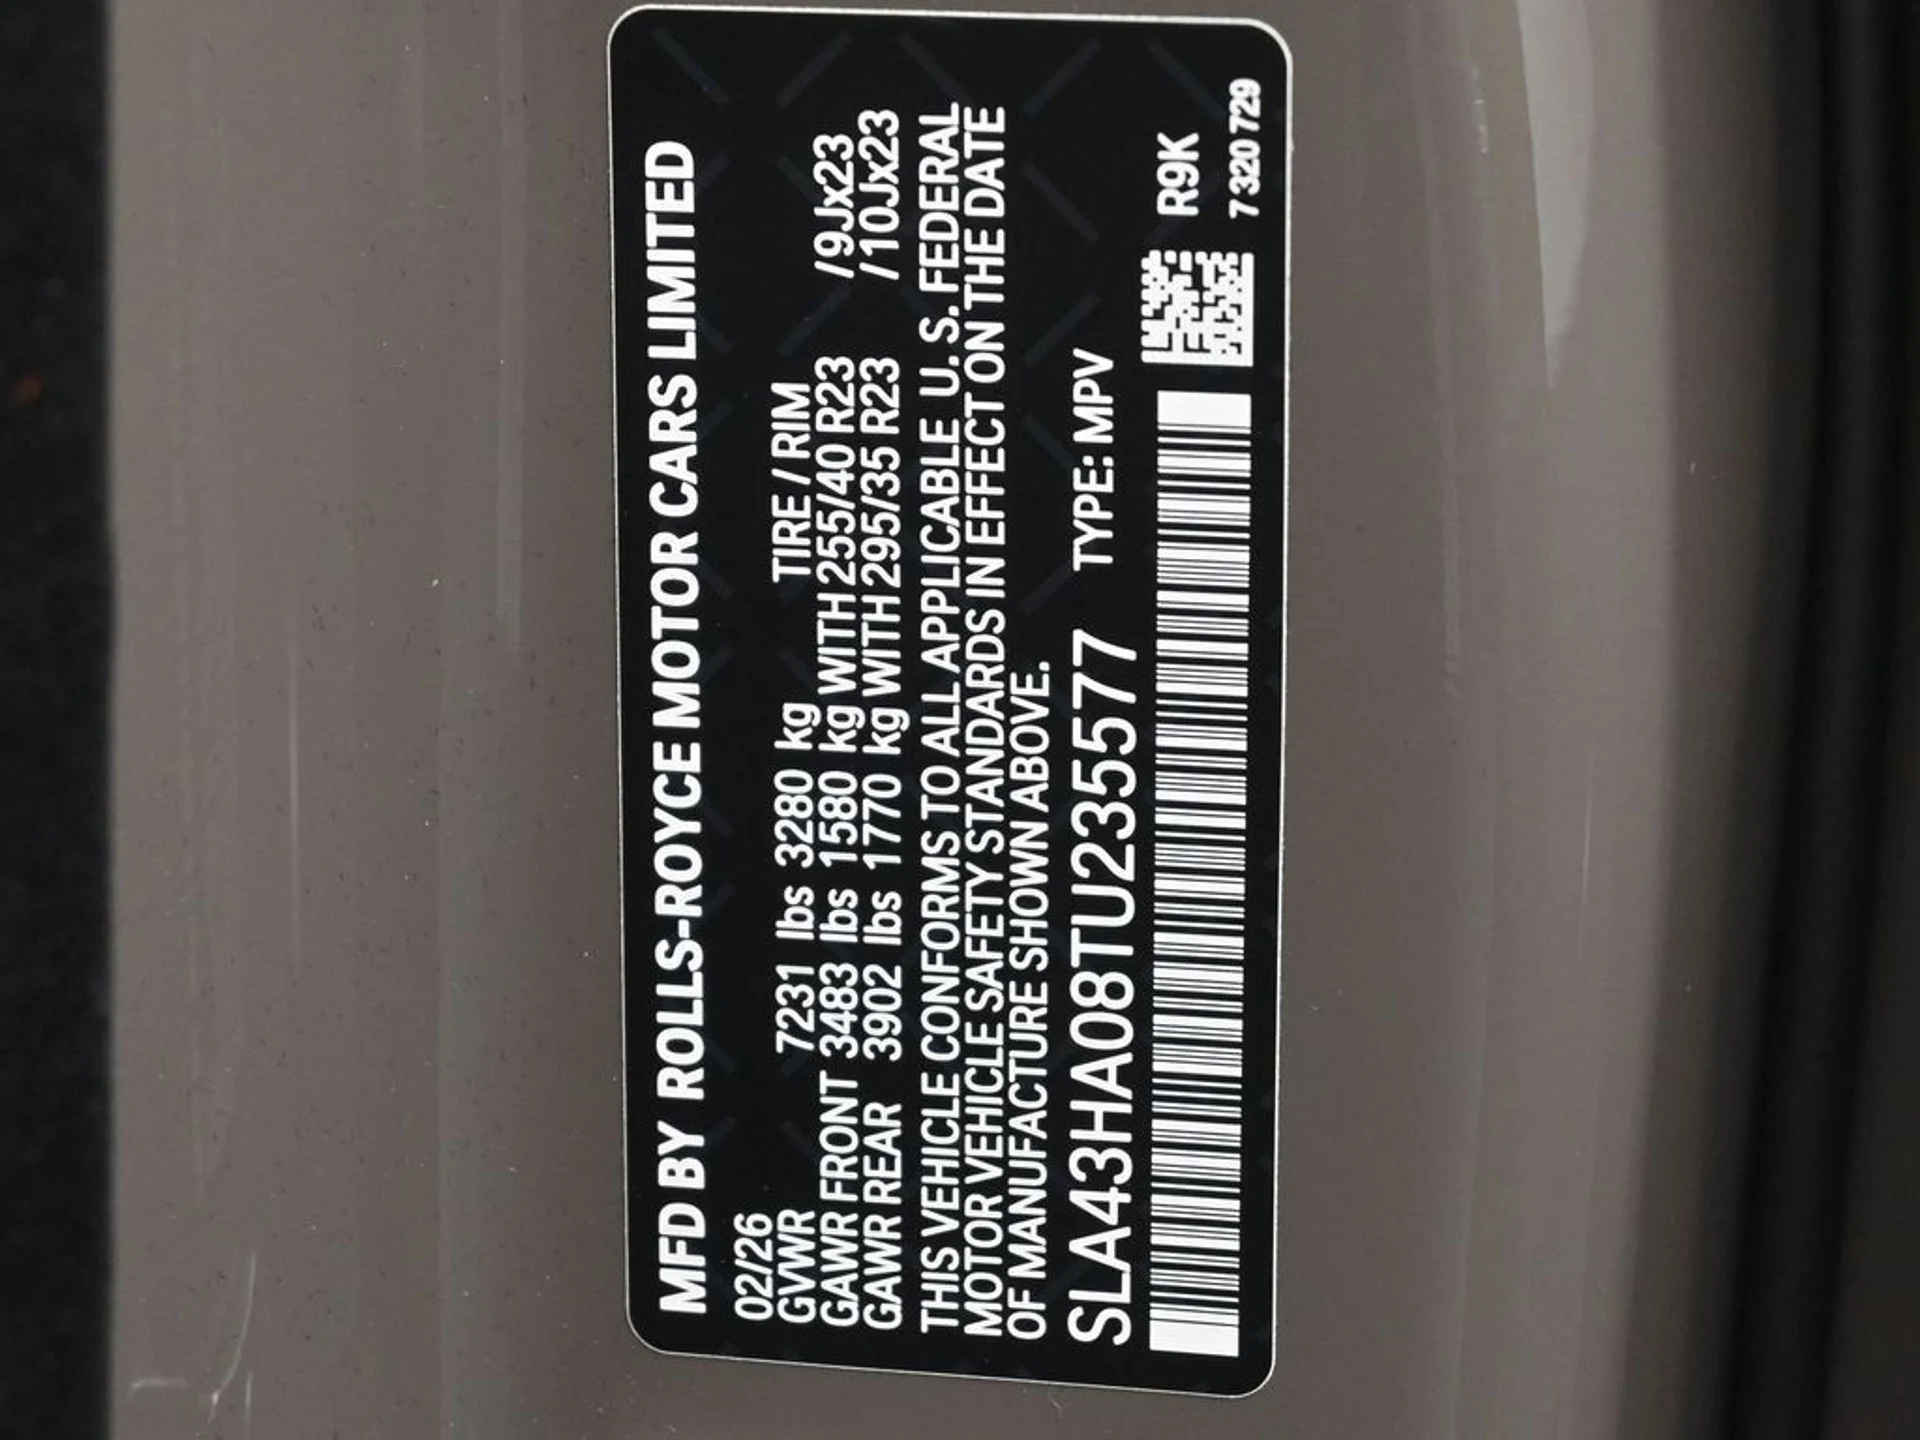 MFD BY ROLLS-ROYCE MOTOR CARS LIMITED
02/26
GVWR 7231 lbs 3280 kg TIRE / RIM
GAWR FRONT 3483 lbs 1580 kg WITH 255/40 R23 /9Jx23
GAWR REAR 3902 lbs 1770 kg WITH 295/35 R23 /10Jx23
THIS VEHICLE CONFORMS TO ALL APPLICABLE U.S. FEDERAL
MOTOR VEHICLE SAFETY STANDARDS IN EFFECT ON THE DATE
OF MANUFACTURE SHOWN ABOVE.
SLA43HA08TU235577 TYPE: MPV
R9K
7 320 729